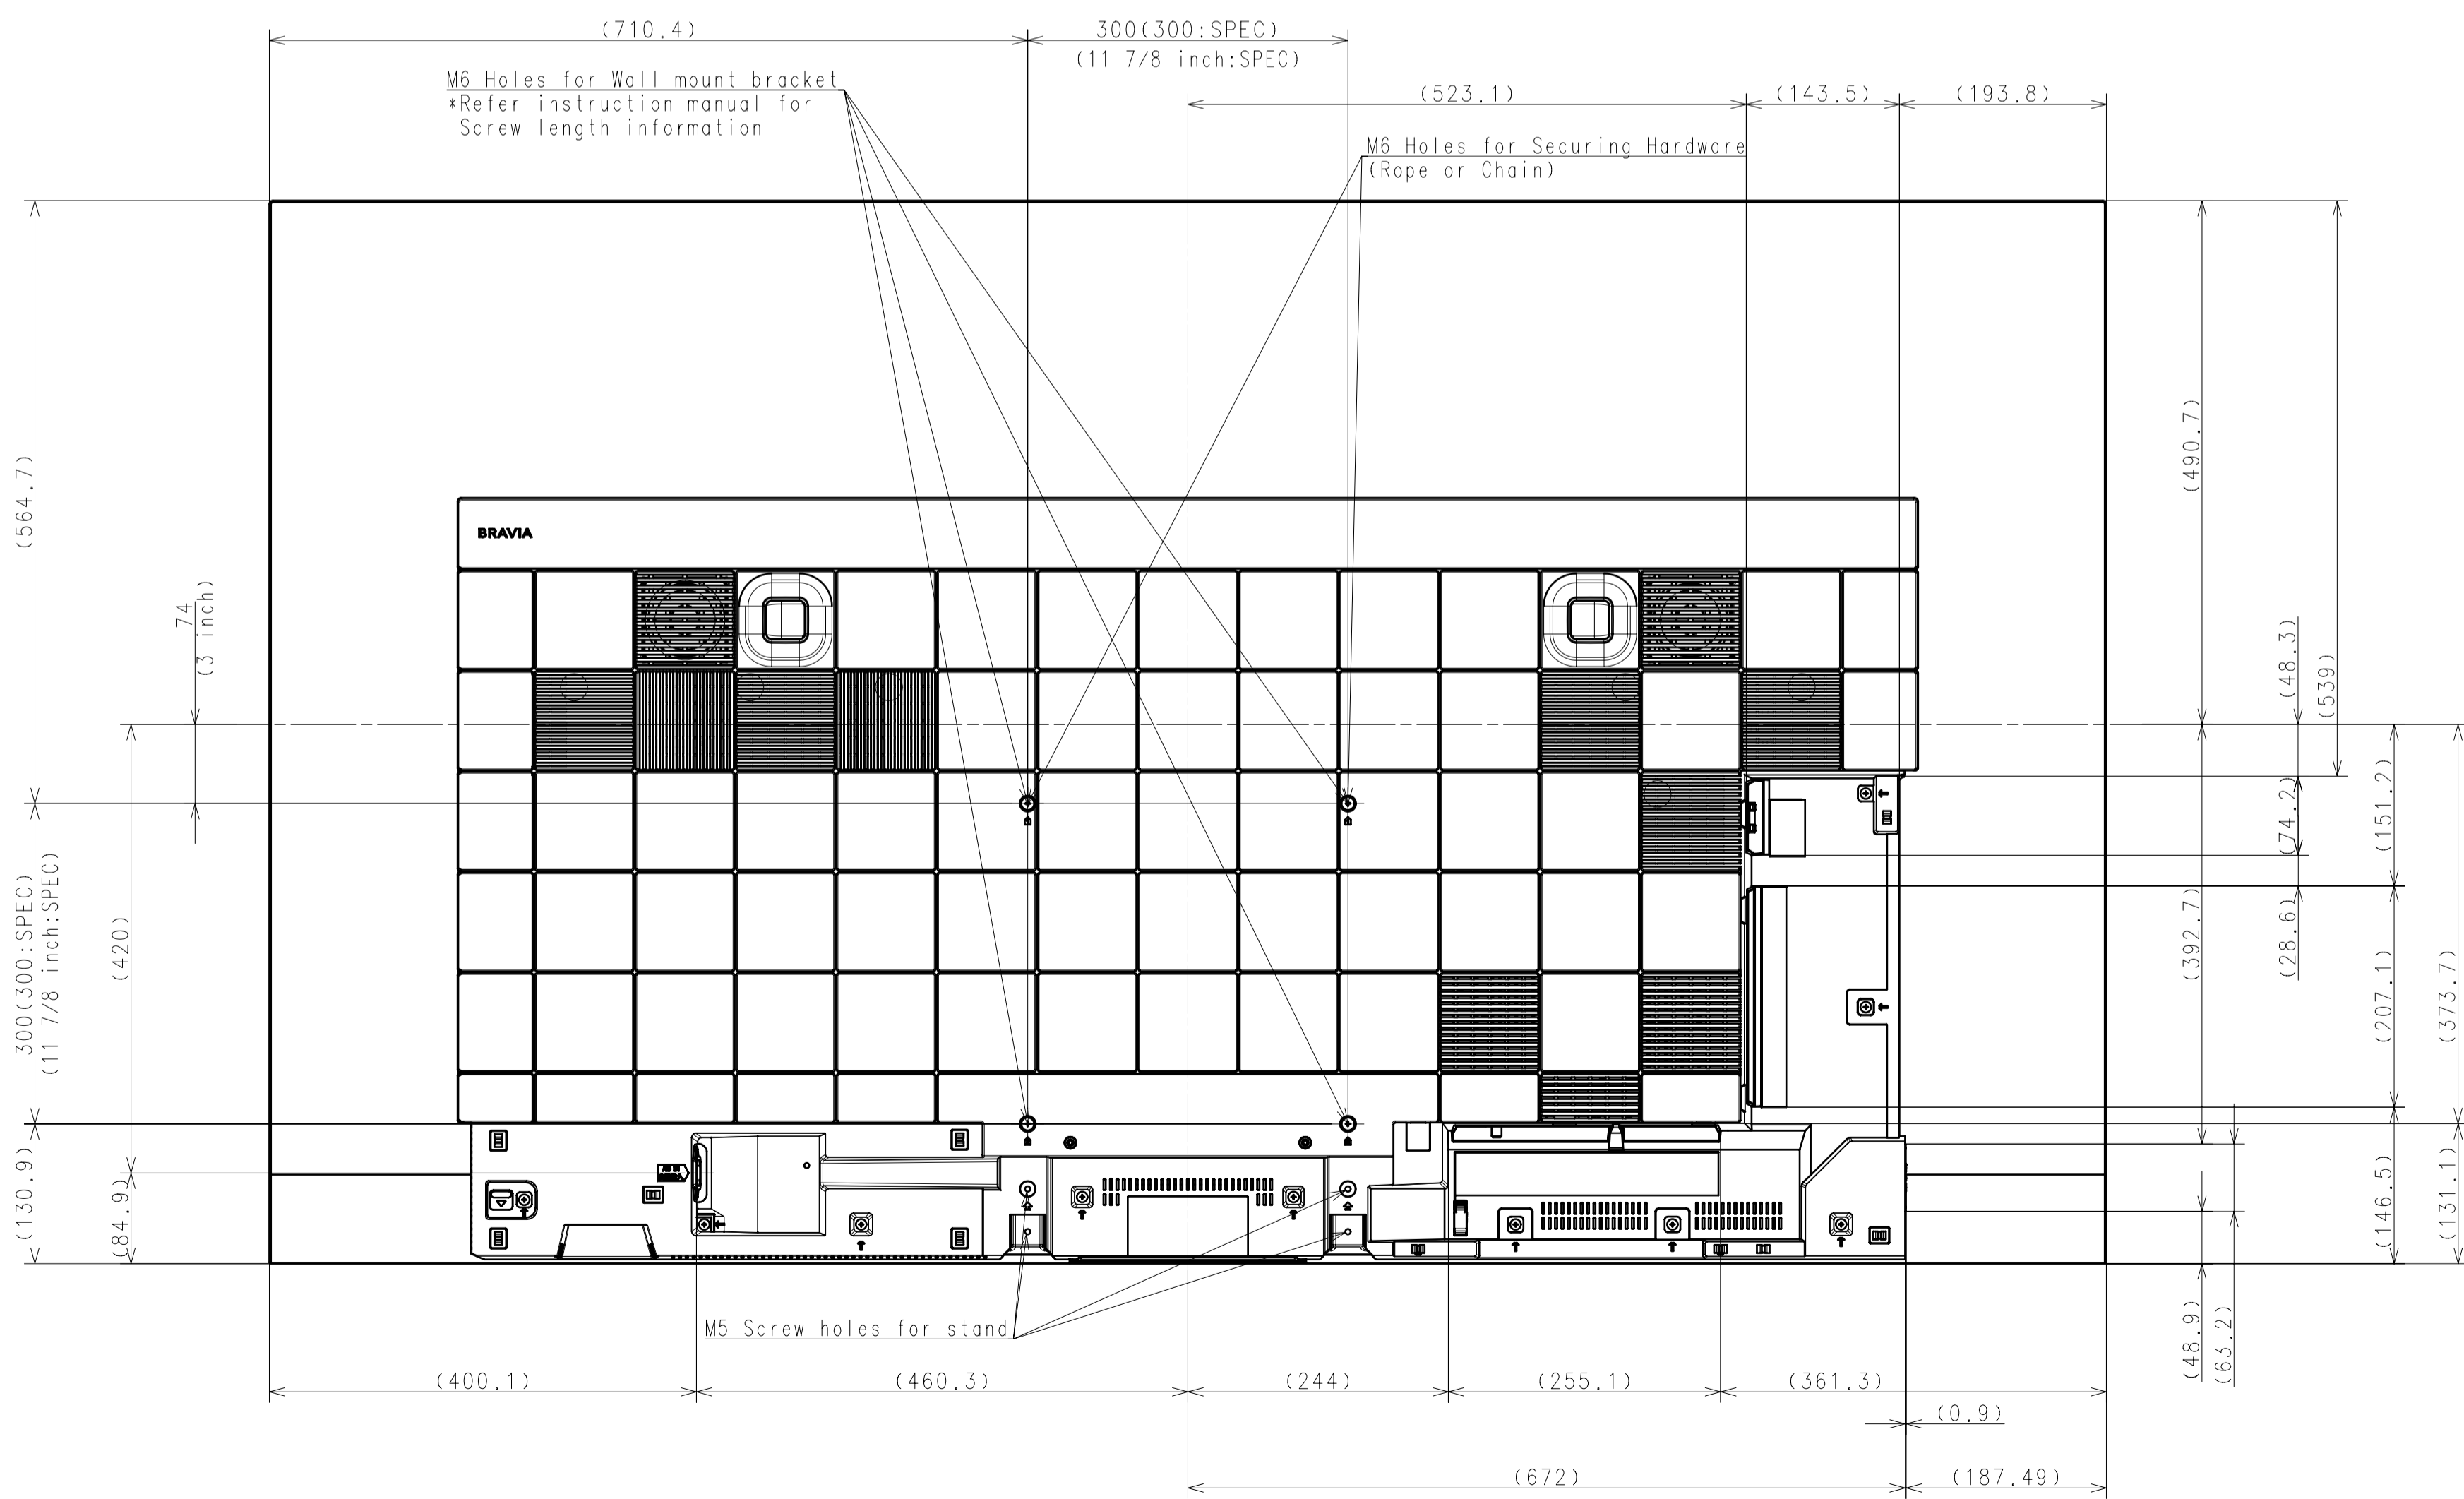 (710.4)
300(300:SPEC)
(11 7/8 inch:SPEC)
M6 Holes for Wall mount bracket
*Refer instruction manual for
Screw length information
(523.1)
(143.5)
(193.8)
M6 Holes for Securing Hardware
(Rope or Chain)
(564.7)
74
(3 inch)
300(300:SPEC)
(11 7/8 inch:SPEC)
(420)
(130.9)
(84.9)
BRAVIA
(490.7)
(539)
(48.3)
(74.2)
(151.2)
(392.7)
(28.6)
(207.1)
(373.7)
(146.5)
(131.1)
(48.9)
(63.2)
M5 Screw holes for stand
(400.1)
(460.3)
(244)
(255.1)
(361.3)
(0.9)
(672)
(187.49)